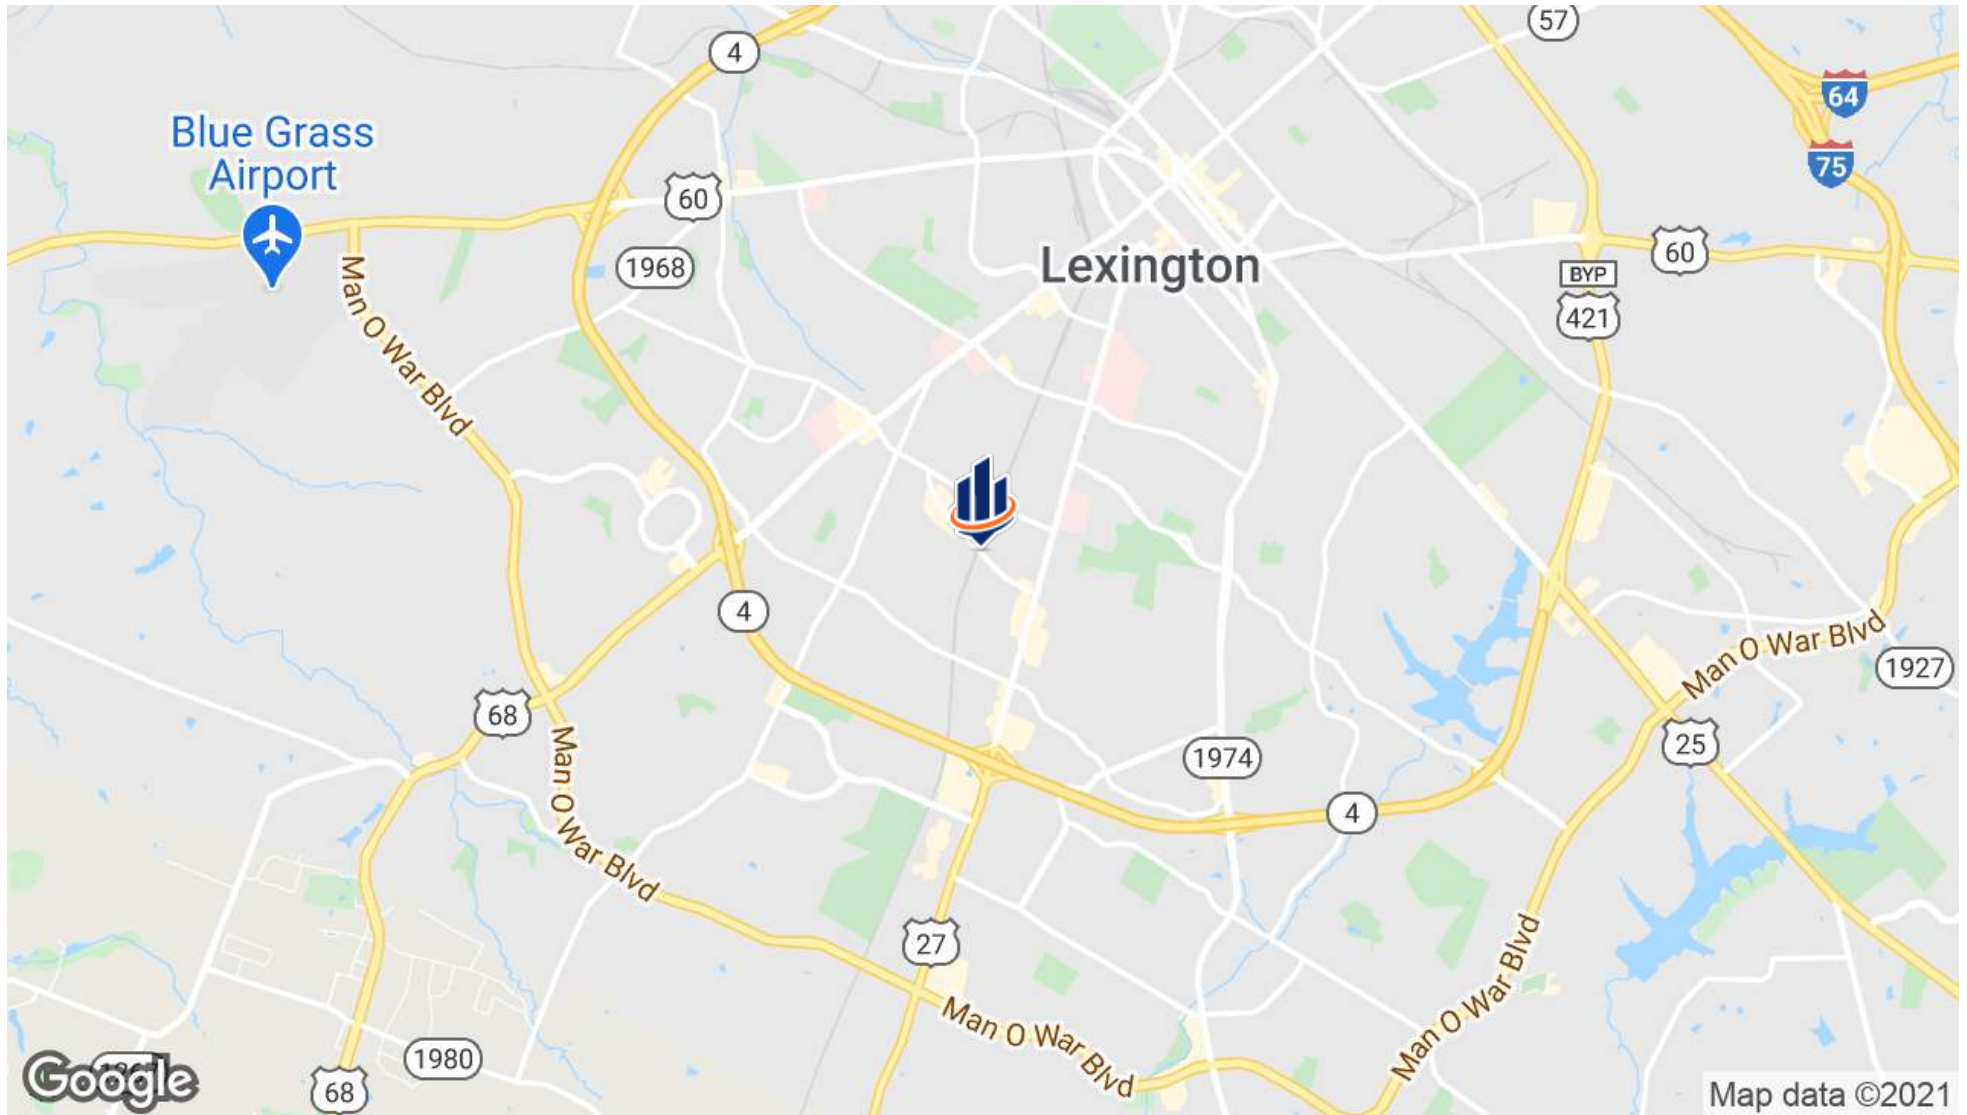 57
4
64
Blue Grass
Airport
75
60
Lexington
60
1968
BYP
421
Man O War Blvd
4
Man O War Blvd
1927
68
25
1974
Man O War Blvd
4
27
Man O War Blvd
Man O War Blvd
1980
Google
68
Map data ©2021